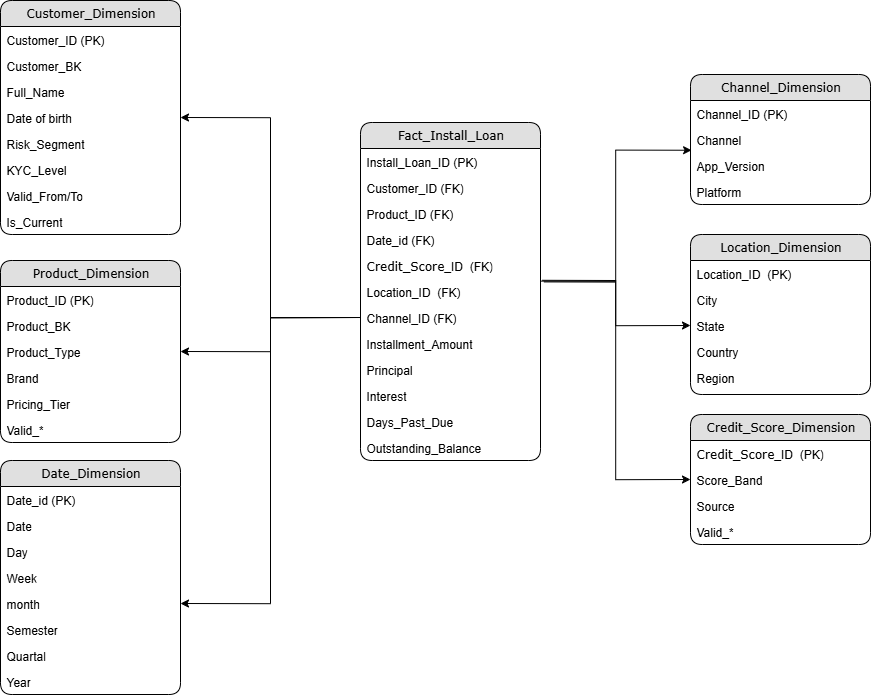 Customer_Dimension
Customer_ID (PK)
Customer_BK
Full_Name
Date of birth
Risk_Segment
KYC_Level
Valid_From/To
Is_Current
Product_Dimension
Product_ID (PK)
Product_BK
Product_Type
Brand
Pricing_Tier
Valid_*
Date_Dimension
Date_id (PK)
Date
Day
Week
month
Semester
Quartal
Year
Fact_Install_Loan
Install_Loan_ID (PK)
Customer_ID (FK)
Product_ID (FK)
Date_id (FK)
Credit_Score_ID (FK)
Location_ID (FK)
Channel_ID (FK)
Installment_Amount
Principal
Interest
Days_Past_Due
Outstanding_Balance
Channel_Dimension
Channel_ID (PK)
Channel
App_Version
Platform
Location_Dimension
Location_ID (PK)
City
State
Country
Region
Credit_Score_Dimension
Credit_Score_ID (PK)
Score_Band
Source
Valid_*